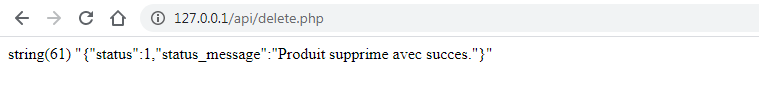 127.0.0.1/api/delete.php
string(61) "{"status":1,"status_message":"Produit supprime avec succes."}"